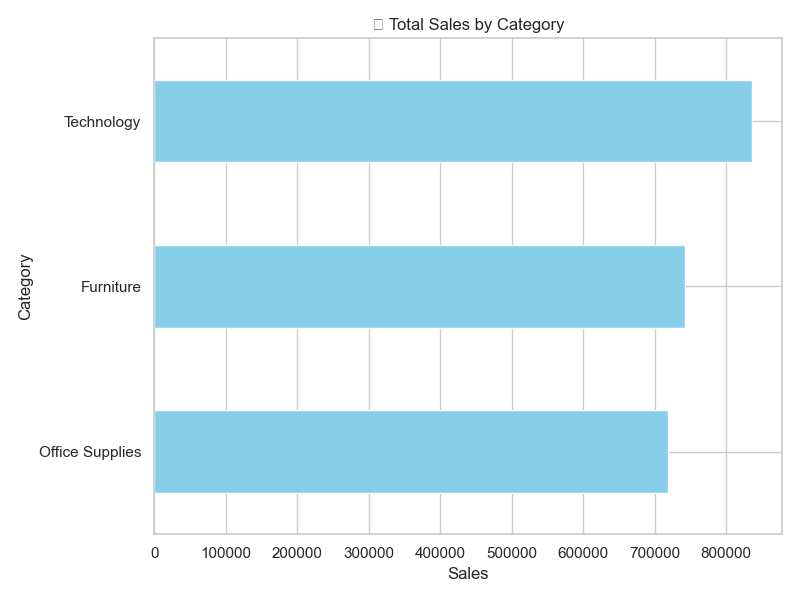 Total Sales by Category
Technology
Furniture
Office Supplies
Category
0 100000 200000 300000 400000 500000 600000 700000 800000
Sales